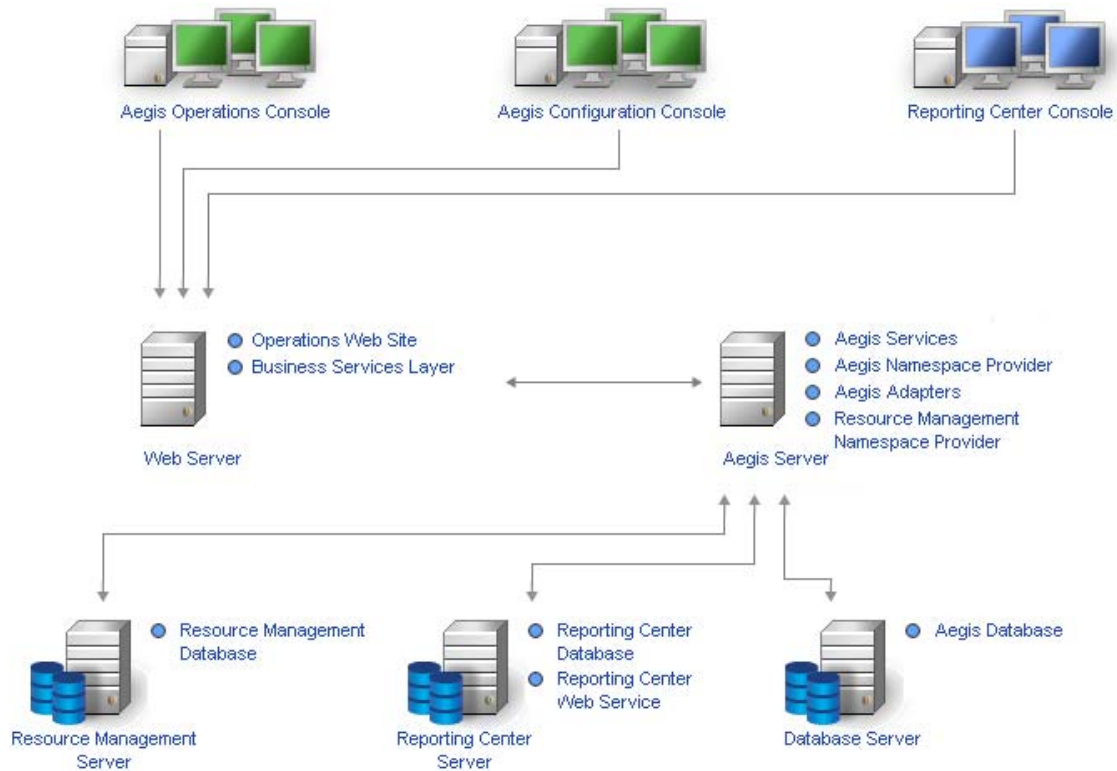 Aegis Operations Console
Aegis Configuration Console
Reporting Center Console
Operations Web Site
Business Services Layer
Web Server
Aegis Services
Aegis Namespace Provider
Aegis Adapters
Resource Management
Namespace Provider
Aegis Server
Resource Management
Database
Resource Management
Server
Reporting Center
Database
Reporting Center
Web Service
Reporting Center
Server
Aegis Database
Database Server